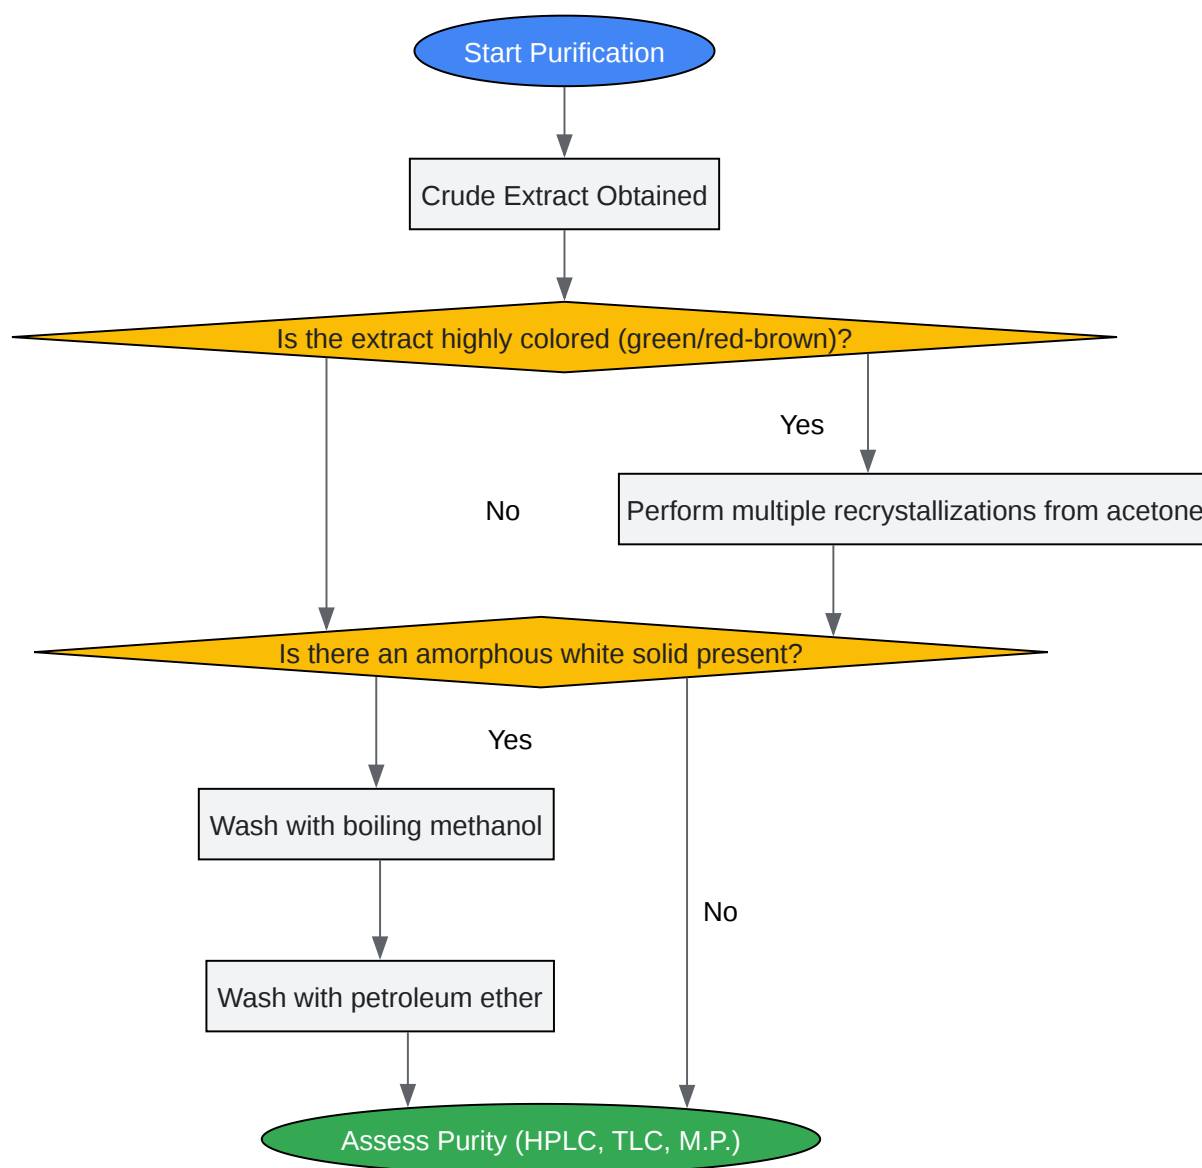 Start Purification
Crude Extract Obtained
Is the extract highly colored (green/red-brown)?
Yes
No
Perform multiple recrystallizations from acetone
Is there an amorphous white solid present?
Yes
Wash with boiling methanol
No
Wash with petroleum ether
Assess Purity (HPLC, TLC, M.P.)